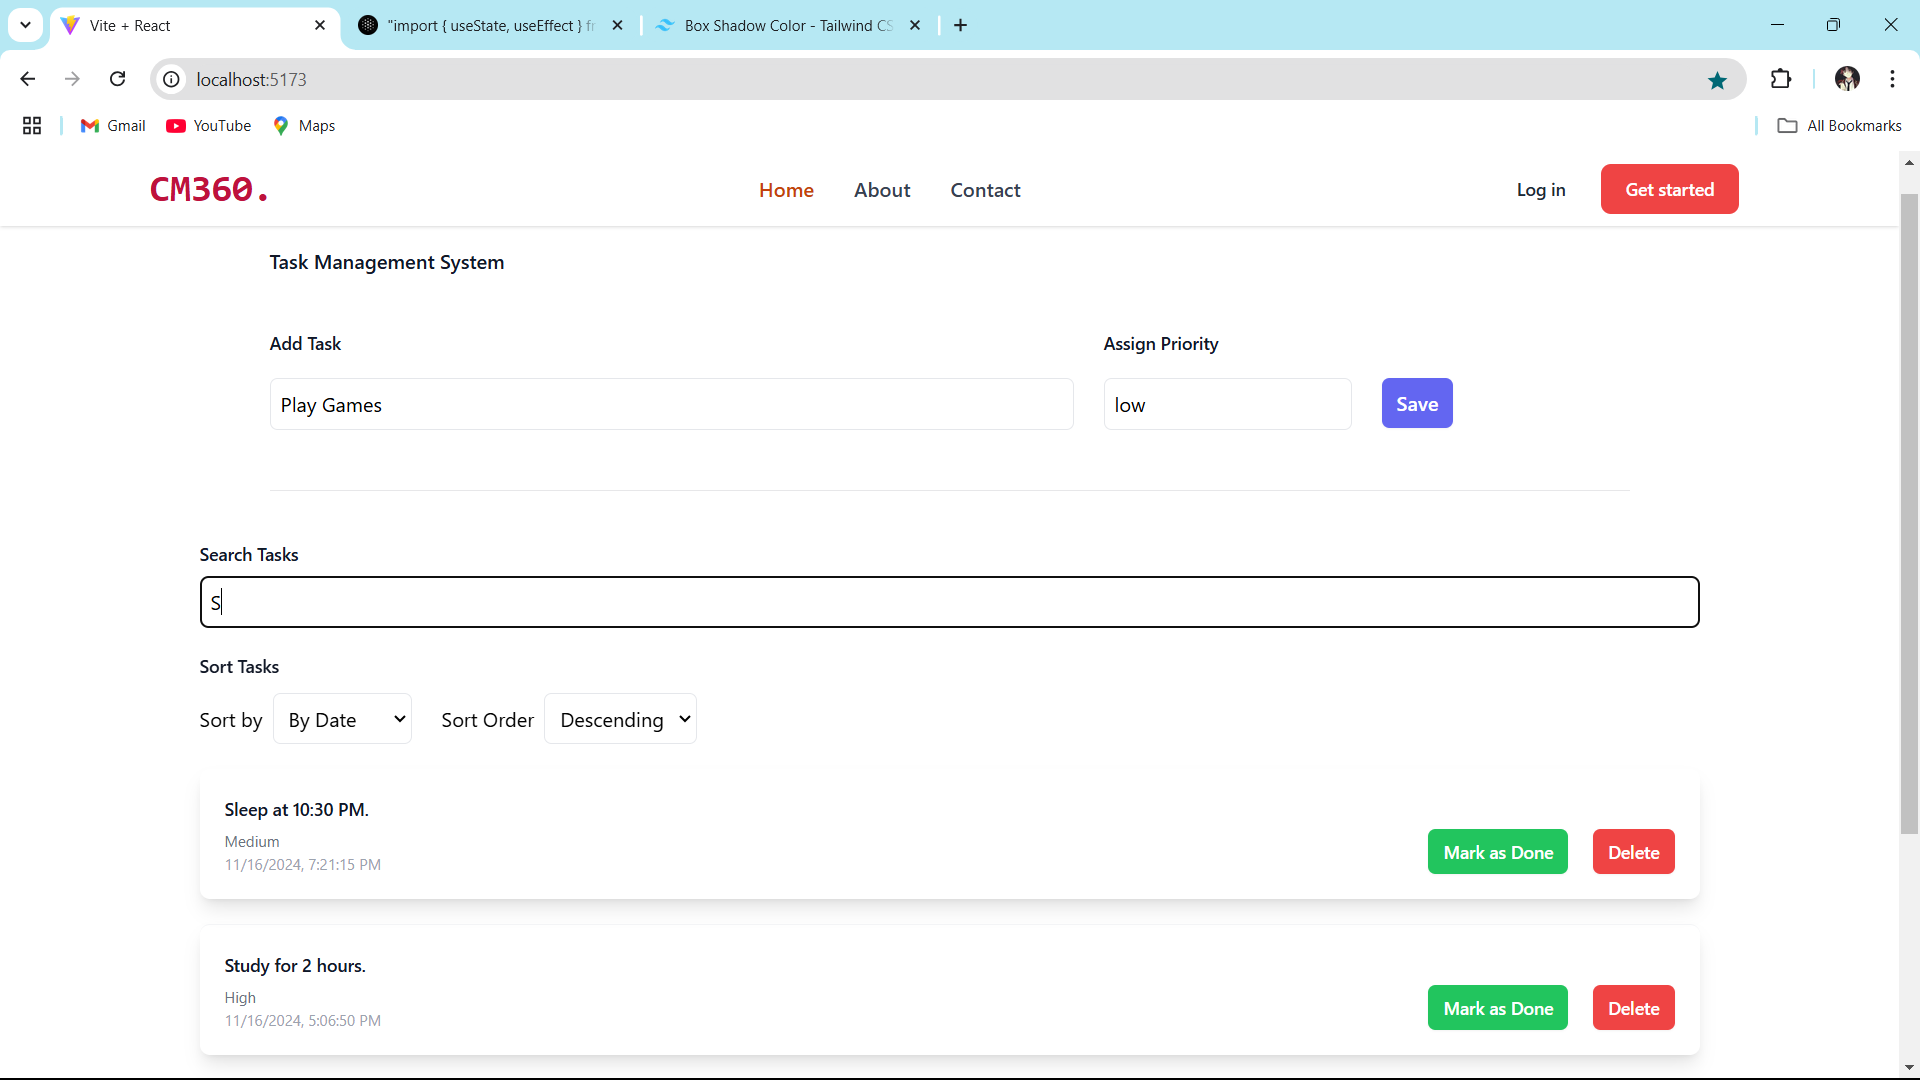 Vite + React
"import { useState, useEffect } fr
Box Shadow Color - Tailwind CS
localhost:5173
Gmail
YouTube
Maps
All Bookmarks
CM360.
Home
About
Contact
Log in
Get started
Task Management System
Add Task
Assign Priority
Play Games
low
Save
Search Tasks
S
Sort Tasks
Sort by
By Date
Sort Order
Descending
Sleep at 10:30 PM.
Medium
11/16/2024, 7:21:15 PM
Mark as Done
Delete
Study for 2 hours.
High
11/16/2024, 5:06:50 PM
Mark as Done
Delete